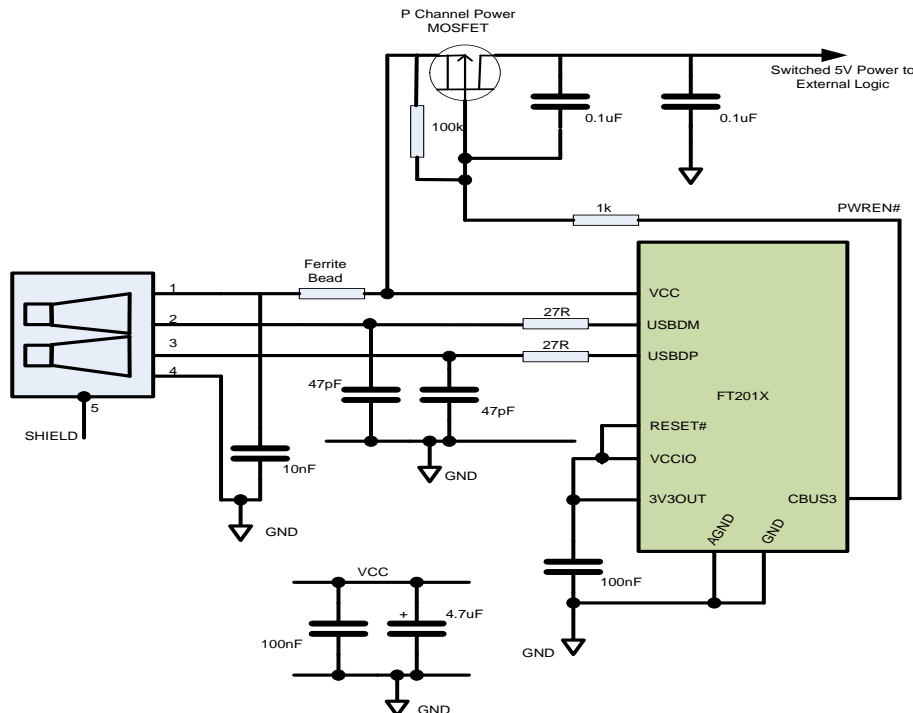 P Channel Power
MOSFET
Switched 5V Power to
External Logic
0.1uF
0.1uF
100k
1k
PWREN#
Ferrite
Bead
1
2
3
4
5
SHIELD
27R
27R
VCC
USBDM
USBDP
FT201X
RESET#
VCCIO
3V3OUT
CBUS3
AGND
GND
47pF
47pF
GND
10nF
GND
100nF
GND
VCC
100nF
+
4.7uF
GND